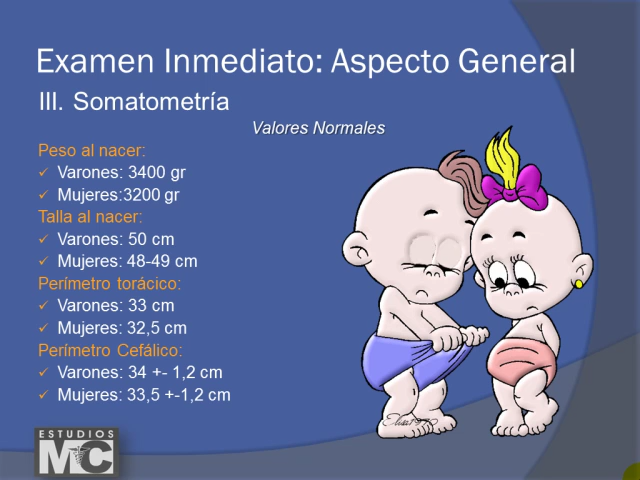 Examen Inmediato: Aspecto General
III. Somatometría
Valores Normales
Peso al nacer:
✓ Varones: 3400 gr
✓ Mujeres:3200 gr
Talla al nacer:
✓ Varones: 50 cm
✓ Mujeres: 48-49 cm
Perímetro torácico:
✓ Varones: 33 cm
✓ Mujeres: 32,5 cm
Perímetro Cefálico:
✓ Varones: 34 +- 1,2 cm
✓ Mujeres: 33,5 +-1,2 cm
ESTUDIOS
MC